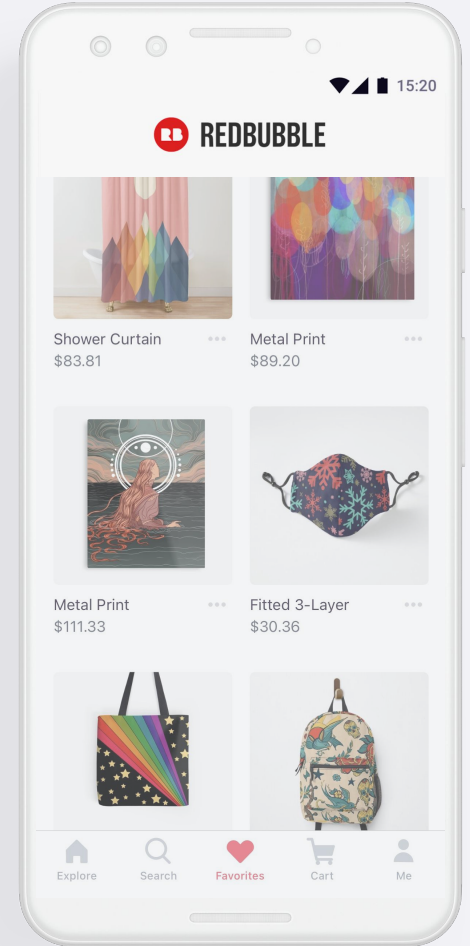 15:20
RB REDBUBBLE
Shower Curtain
$83.81
Metal Print
$89.20
Metal Print
$111.33
Fitted 3-Layer
$30.36
Explore
Search
Favorites
Cart
Me